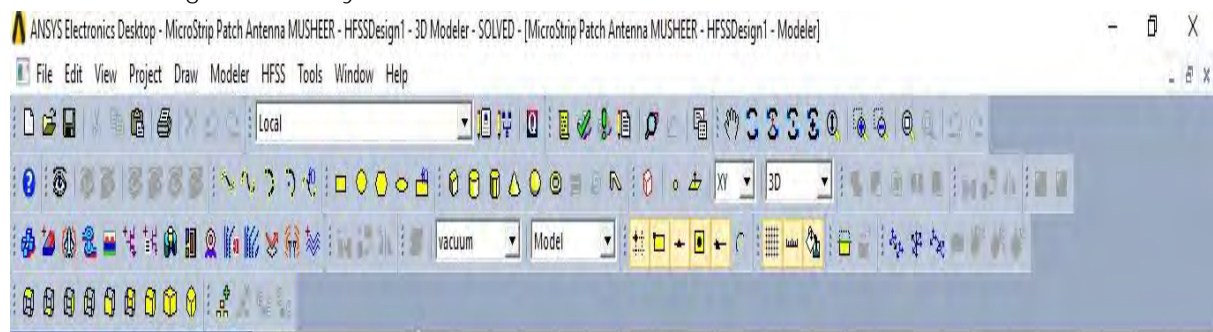 ANSYS Electronics Desktop - MicroStrip Patch Antenna MUSHEER - HFSSDesign1 - 3D Modeler - SOLVED - [MicroStrip Patch Antenna MUSHEER - HFSSDesign1 - Modeler]
File Edit View Project Draw Modeler HFSS Tools Window Help
Local
XY 3D
vacuum Model